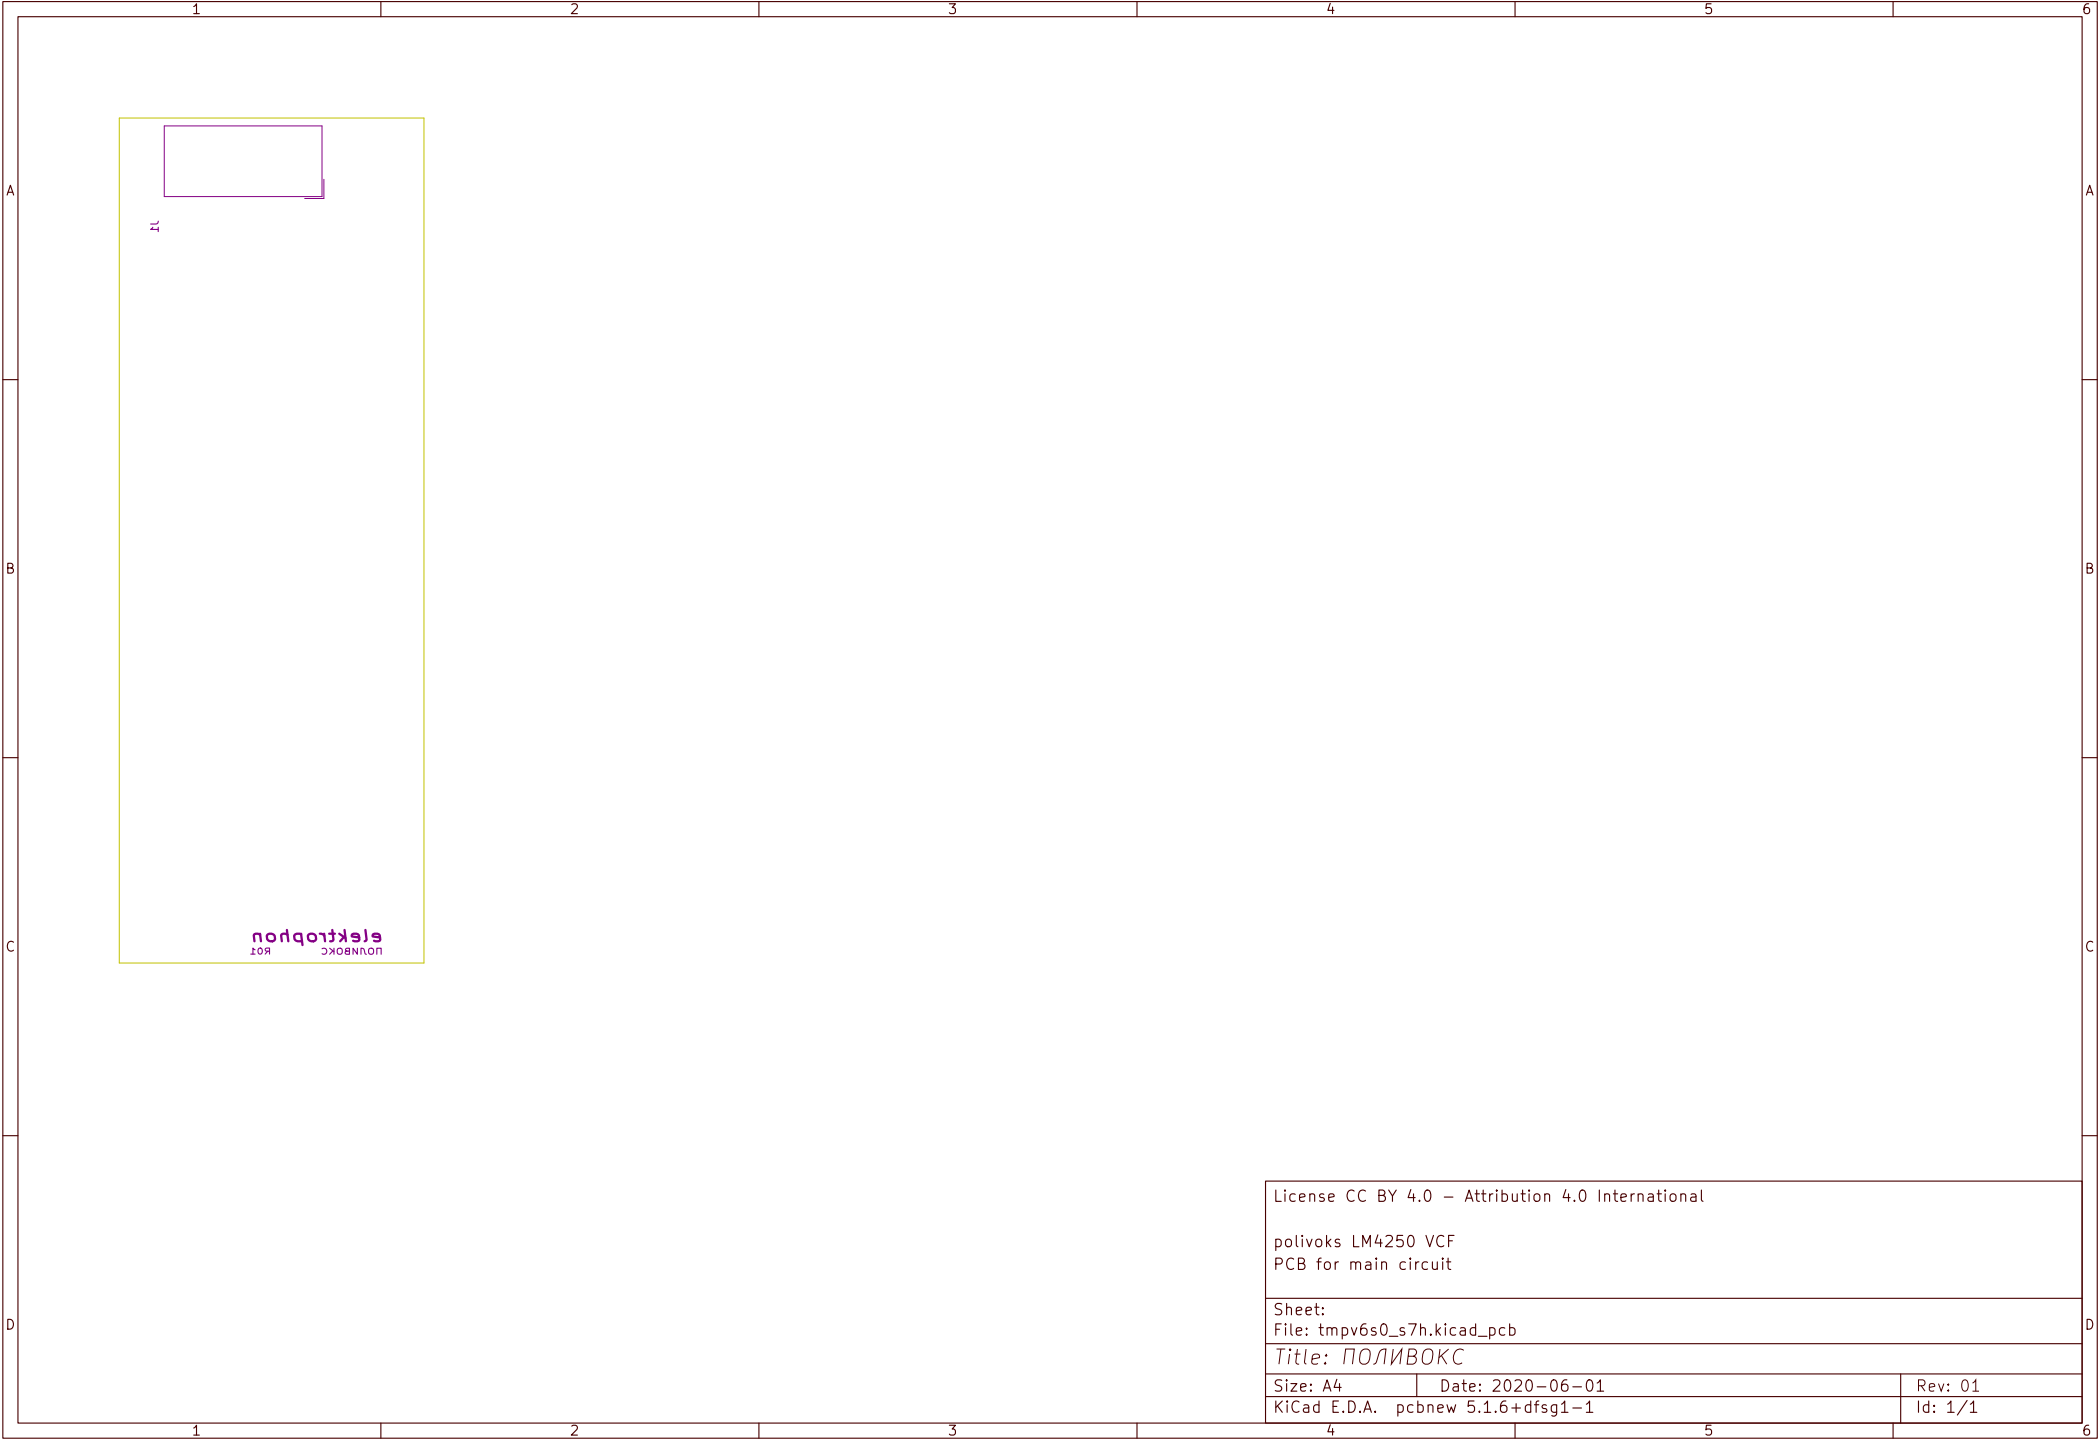 1 2 3 4 5 6
A A
J1
B B
elektrophon
ПОЛИВОКС R01
C C
License CC BY 4.0 - Attribution 4.0 International
polivoks LM4250 VCF
PCB for main circuit
Sheet:
File: tmpv6s0_s7h.kicad_pcb
D D
Title: ПОЛИВОКС
Size: A4 Date: 2020-06-01 Rev: 01
KiCad E.D.A. pcbnew 5.1.6+dfsg1-1 Id: 1/1
1 2 3 4 5 6